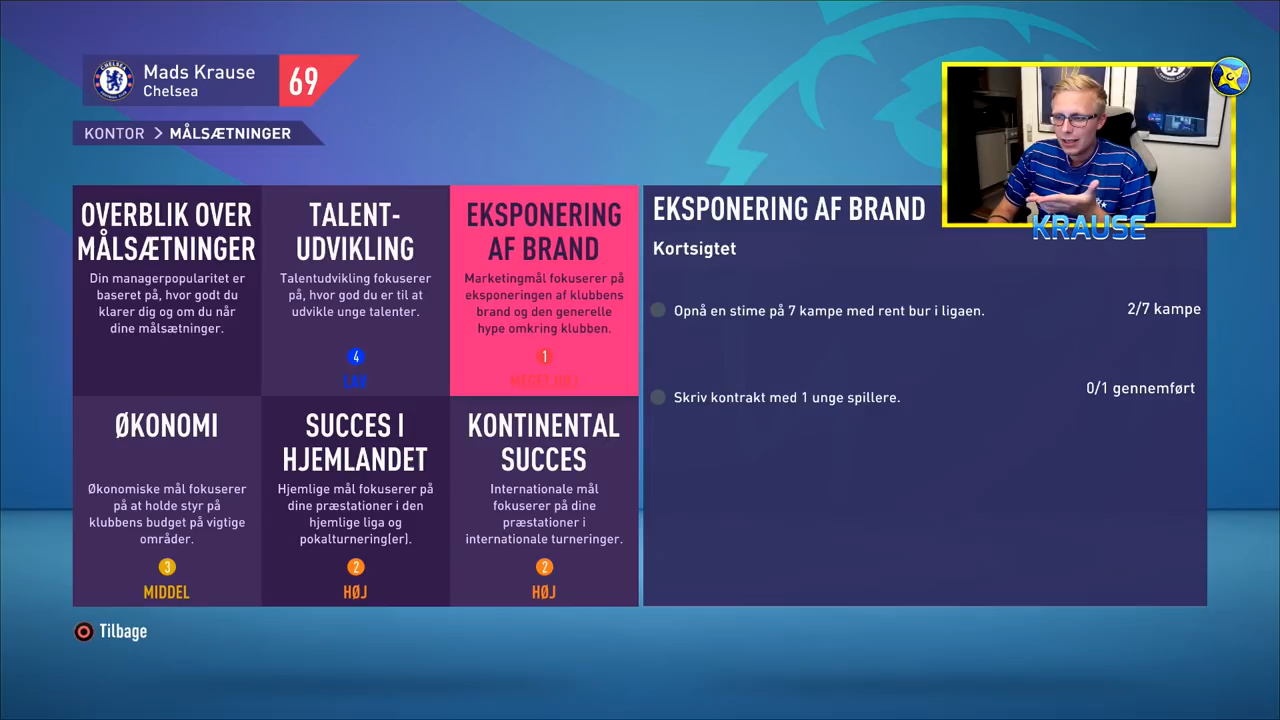 Mads Krause
Chelsea
69
KONTOR > MÅLSÆTNINGER
OVERBLIK OVER
MÅLSÆTNINGER
Din managerpopularitet er
baseret på, hvor godt du
klarer dig og om du når
dine målsætninger.
TALENT-
UDVIKLING
Talentudvikling fokuserer
på, hvor god du er til at
udvikle unge talenter.
4
LAV
EKSPONERING
AF BRAND
Marketingmål fokuserer på
eksponeringen af klubbens
brand og den generelle
hype omkring klubben.
1
MEGET HØJ
ØKONOMI
Økonomiske mål fokuserer
på at holde styr på
klubbens budget på vigtige
områder.
3
MIDDEL
SUCCES I
HJEMLANDET
Hjemlige mål fokuserer på
dine præstationer i den
hjemlige liga og
pokalturnering(er).
2
HØJ
KONTINENTAL
SUCCES
Internationale mål
fokuserer på dine
præstationer i
internationale turneringer.
2
HØJ
EKSPONERING AF BRAND
Kortsigtet
Opnå en stime på 7 kampe med rent bur i ligaen.
2/7 kampe
Skriv kontrakt med 1 unge spillere.
0/1 gennemført
KRAUSE
Tilbage